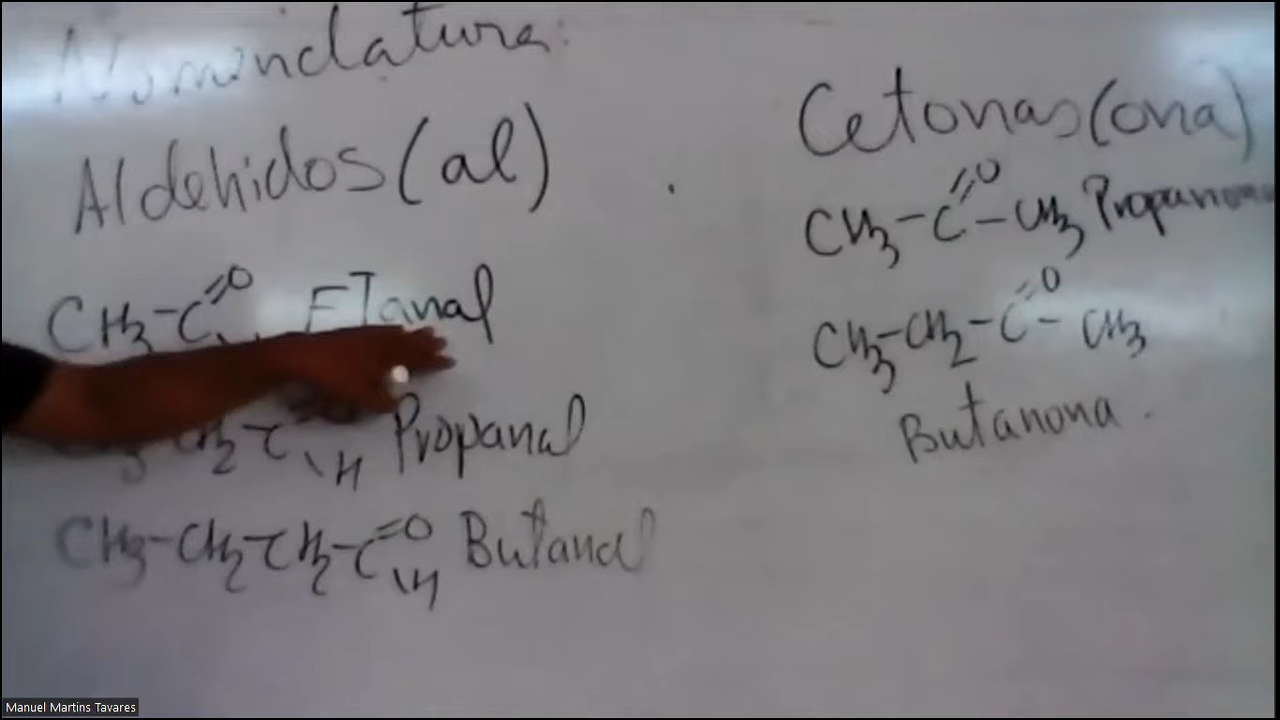 Nomenclatura:
Aldehidos (al)
CH3-C=O Etanal
CH2-C \H Propanal
CH3-CH2-CH2-C=O \H Butanal
Cetonas (ona)
CH3-C=O-CH3 Propanona
CH3-CH2-C=O-CH3
Butanona.
Manuel Martins Tavares